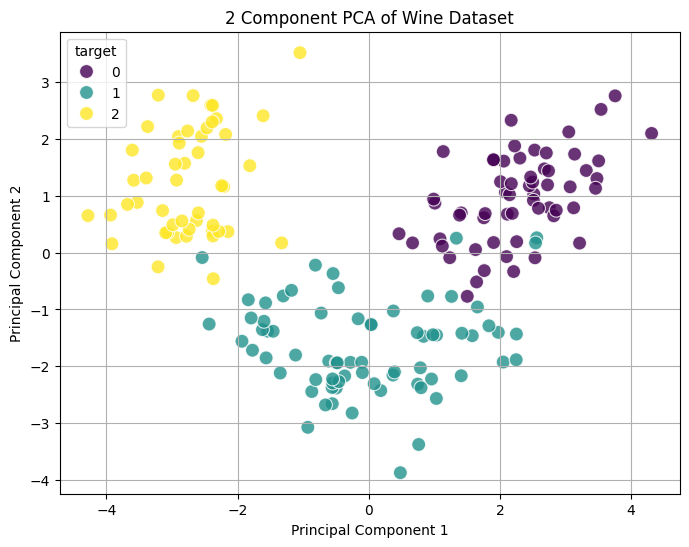 2 Component PCA of Wine Dataset
target
0
1
2
Principal Component 2
3
2
1
0
−1
−2
−3
−4
−4 −2 0 2 4
Principal Component 1